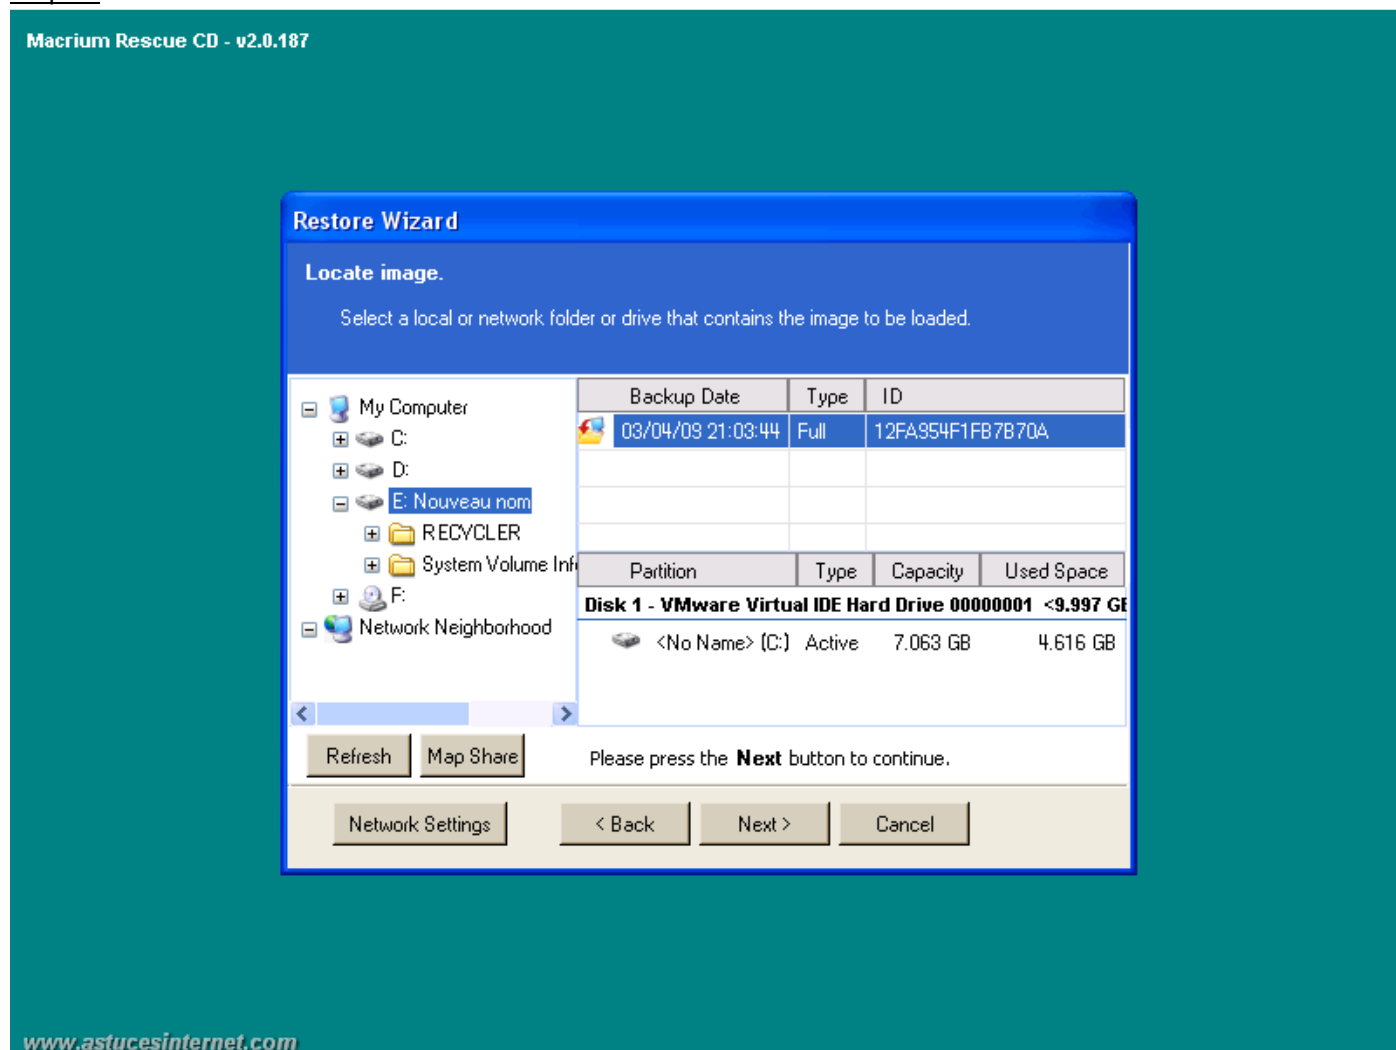 Macrium Rescue CD - v2.0.187
Restore Wizard
Locate image.
Select a local or network folder or drive that contains the image to be loaded.
My Computer
C:
D:
E: Nouveau nom
RECYCLER
System Volume Inf
F:
Network Neighborhood
Backup Date Type ID
03/04/09 21:03:44 Full 12FA954F1FB7B70A
Partition Type Capacity Used Space
Disk 1 - VMware Virtual IDE Hard Drive 00000001 <9.997 GB
<No Name> (C:) Active 7.063 GB 4.616 GB
Refresh Map Share
Please press the Next button to continue.
Network Settings < Back Next > Cancel
www.astucesinternet.com